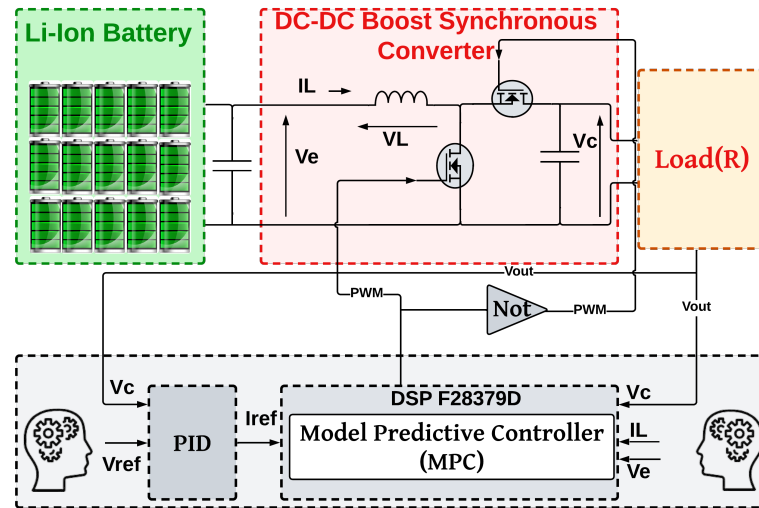 Li-Ion Battery
DC-DC Boost Synchronous
Converter
IL
VL
Ve
Vc
Load(R)
Vout
PWM
Not
PWM
Vout
Vc
Vref
PID
Iref
DSP F28379D
Model Predictive Controller
(MPC)
Vc
IL
Ve